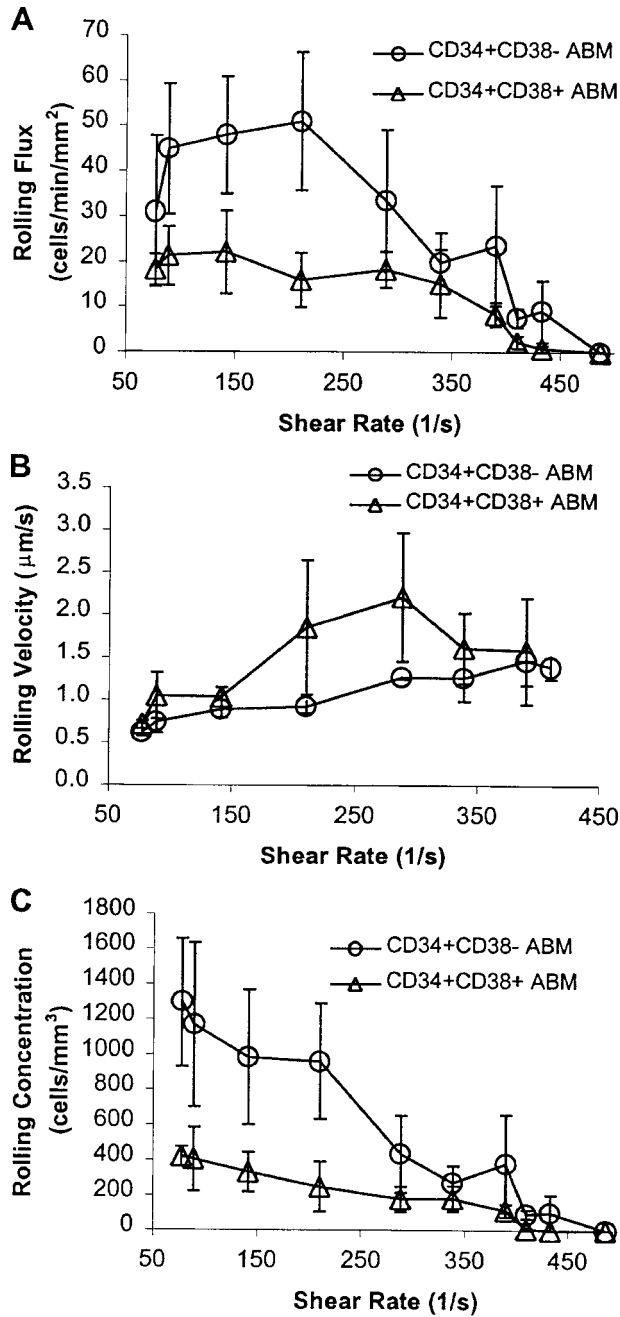 A
70
60
50
40
30
20
10
0
Rolling Flux
(cells/min/mm²)
CD34+CD38- ABM
CD34+CD38+ ABM
50 150 250 350 450
Shear Rate (1/s)
B
3.5
3.0
2.5
2.0
1.5
1.0
0.5
0.0
Rolling Velocity (μm/s)
CD34+CD38- ABM
CD34+CD38+ ABM
50 150 250 350 450
Shear Rate (1/s)
C
1800
1600
1400
1200
1000
800
600
400
200
0
Rolling Concentration
(cells/mm³)
CD34+CD38- ABM
CD34+CD38+ ABM
50 150 250 350 450
Shear Rate (1/s)